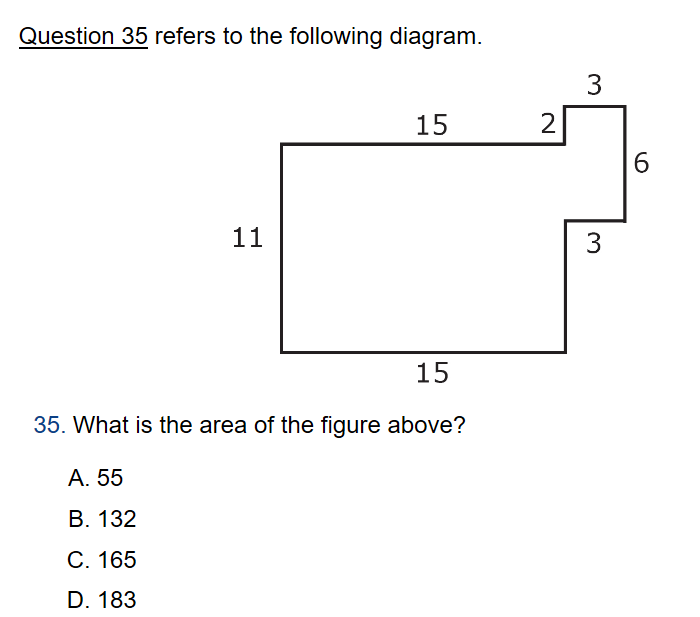 Question 35 refers to the following diagram.
3
15
2
6
11
3
15
35. What is the area of the figure above?
A. 55
B. 132
C. 165
D. 183